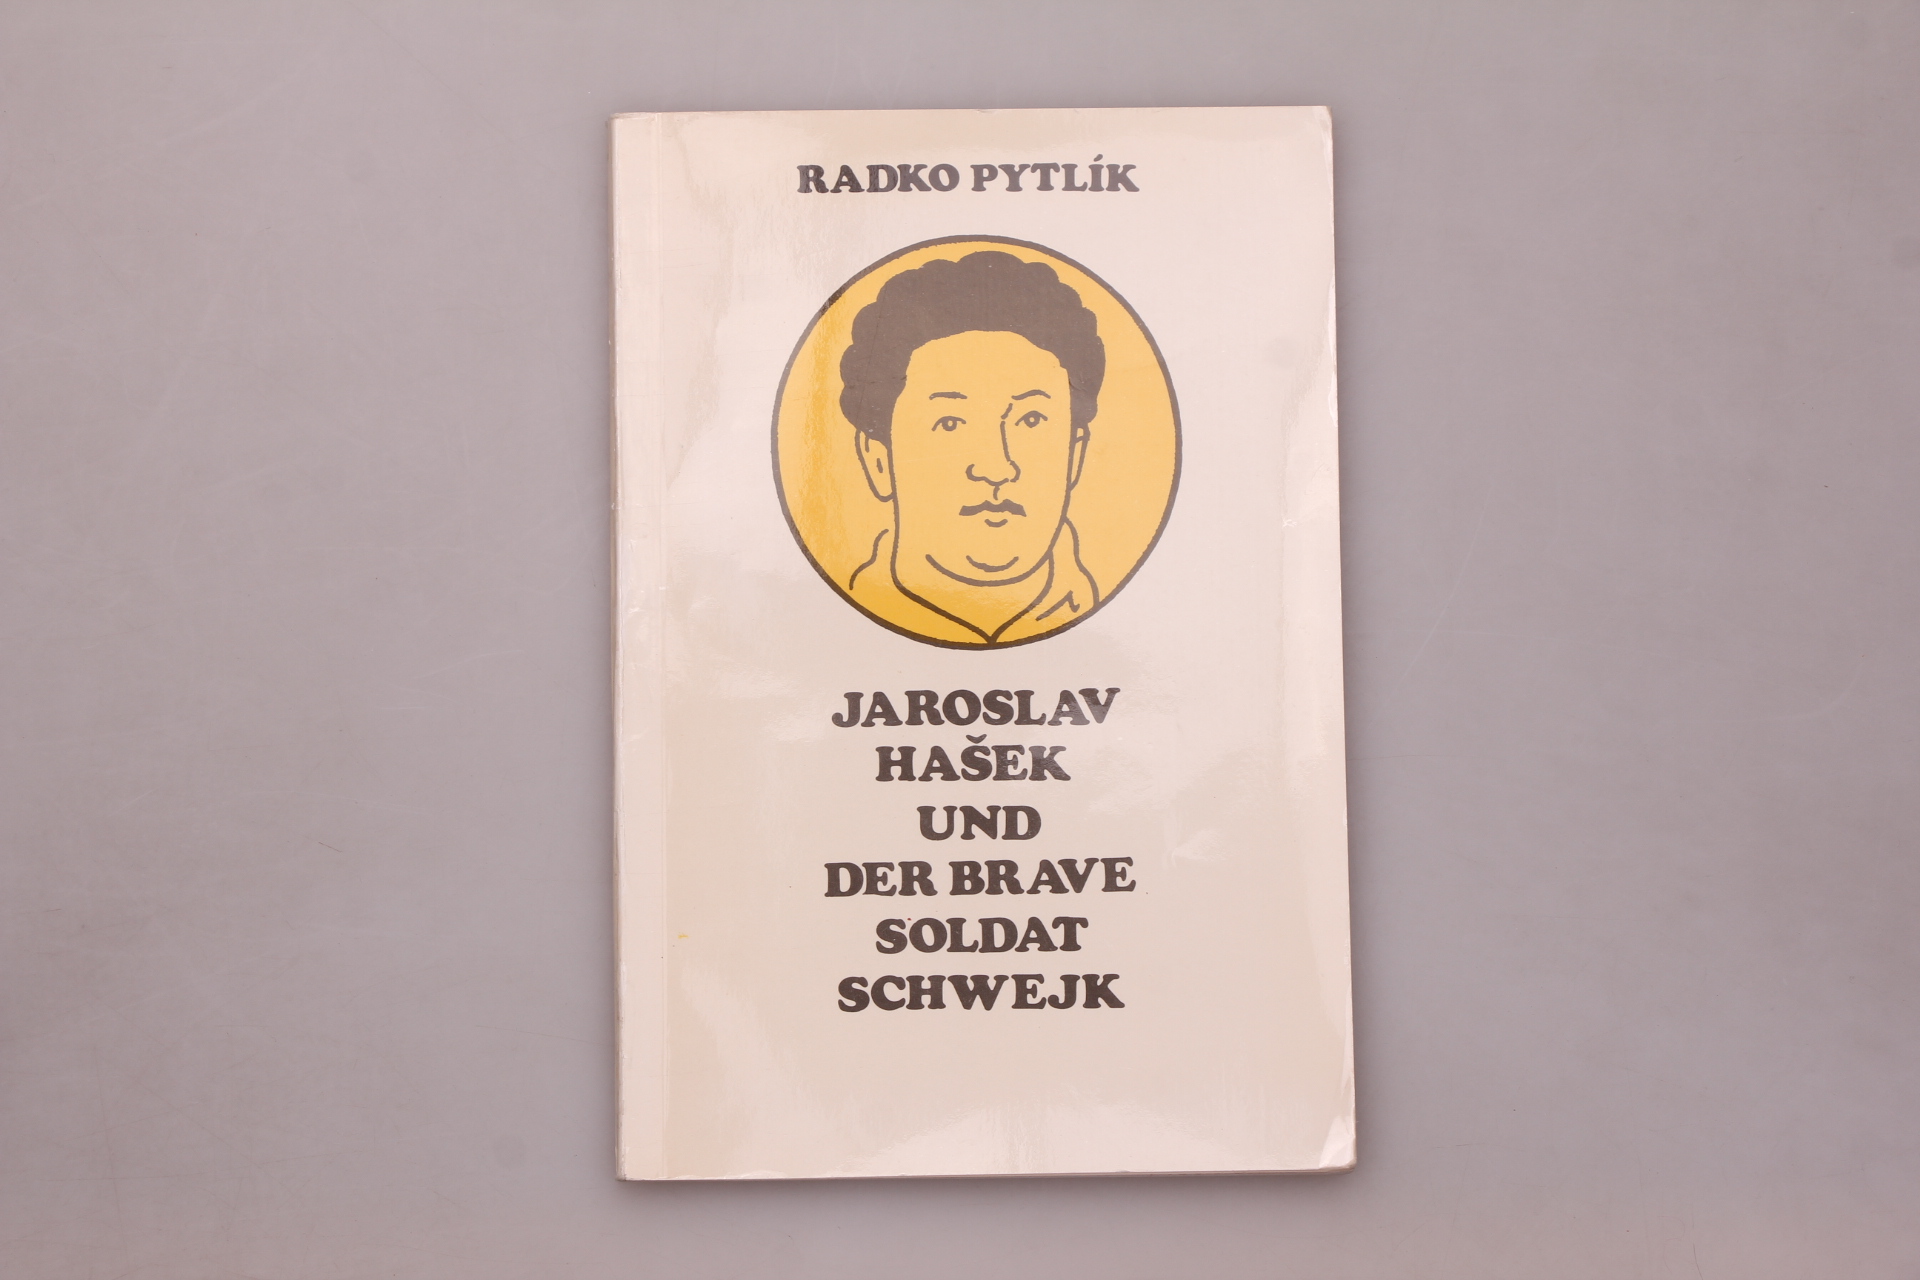 RADKO PYTLÍK
JAROSLAV
HAŠEK
UND
DER BRAVE
SOLDAT
SCHWEJK